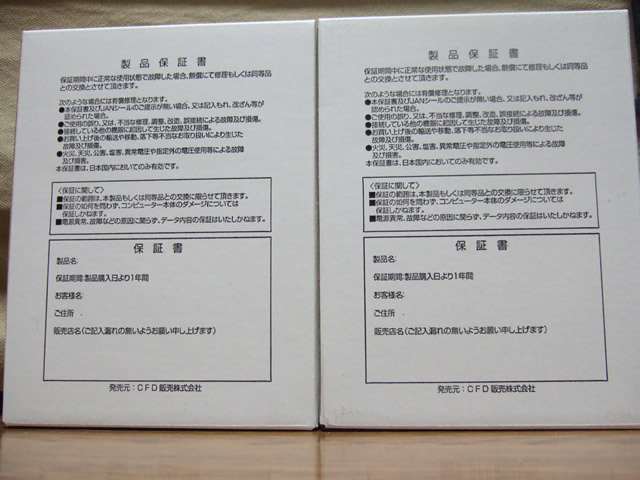 製品保証書
保証期間中に正常な使用状態で故障した場合、無償にて修理もしくは同等品
との交換とさせて頂きます。
次のような場合には有償修理となります。
●本保証書及びJANシールのご提示が無い場合、又は記入もれ、改ざん等が
認められた場合。
●ご使用の誤り、又は、不当な修理、調整、改造、誤接続による故障及び損傷。
●接続している他の機器に起因して生じた故障及び損傷。
●お買い上げ後の輸送や移動、落下等不当なお取り扱いにより生じた
故障及び損傷。
●火災、天災、公害、塩害、異常電圧や指定外の電圧使用等による故障
及び損害。
本保証書は、日本国内においてのみ有効です。
〈保証に関して〉
■保証の範囲は、本製品もしくは同等品との交換に限らせて頂きます。
■保証の如何を問わず、コンピューター本体のダメージについては
保証しかねます。
■電源異常、故障などの原因に関らず、データ内容の保証はいたしかねます。
保証書
製品名:
保証期間:製品購入日より1年間
お客様名:
ご住所 :
販売店名(ご記入漏れの無いようお願い申し上げます)
発売元:CFD販売株式会社
製品保証書
保証期間中に正常な使用状態で故障した場合、無償にて修理もしくは同等品
との交換とさせて頂きます。
次のような場合には有償修理となります。
●本保証書及びJANシールのご提示が無い場合、又は記入もれ、改ざん等が
認められた場合。
●ご使用の誤り、又は、不当な修理、調整、改造、誤接続による故障及び損傷。
●接続している他の機器に起因して生じた故障及び損傷。
●お買い上げ後の輸送や移動、落下等不当なお取り扱いにより生じた
故障及び損傷。
●火災、天災、公害、塩害、異常電圧や指定外の電圧使用等による故障
及び損害。
本保証書は、日本国内においてのみ有効です。
〈保証に関して〉
■保証の範囲は、本製品もしくは同等品との交換に限らせて頂きます。
■保証の如何を問わず、コンピューター本体のダメージについては
保証しかねます。
■電源異常、故障などの原因に関らず、データ内容の保証はいたしかねます。
保証書
製品名:
保証期間:製品購入日より1年間
お客様名:
ご住所 :
販売店名(ご記入漏れの無いようお願い申し上げます)
発売元:CFD販売株式会社